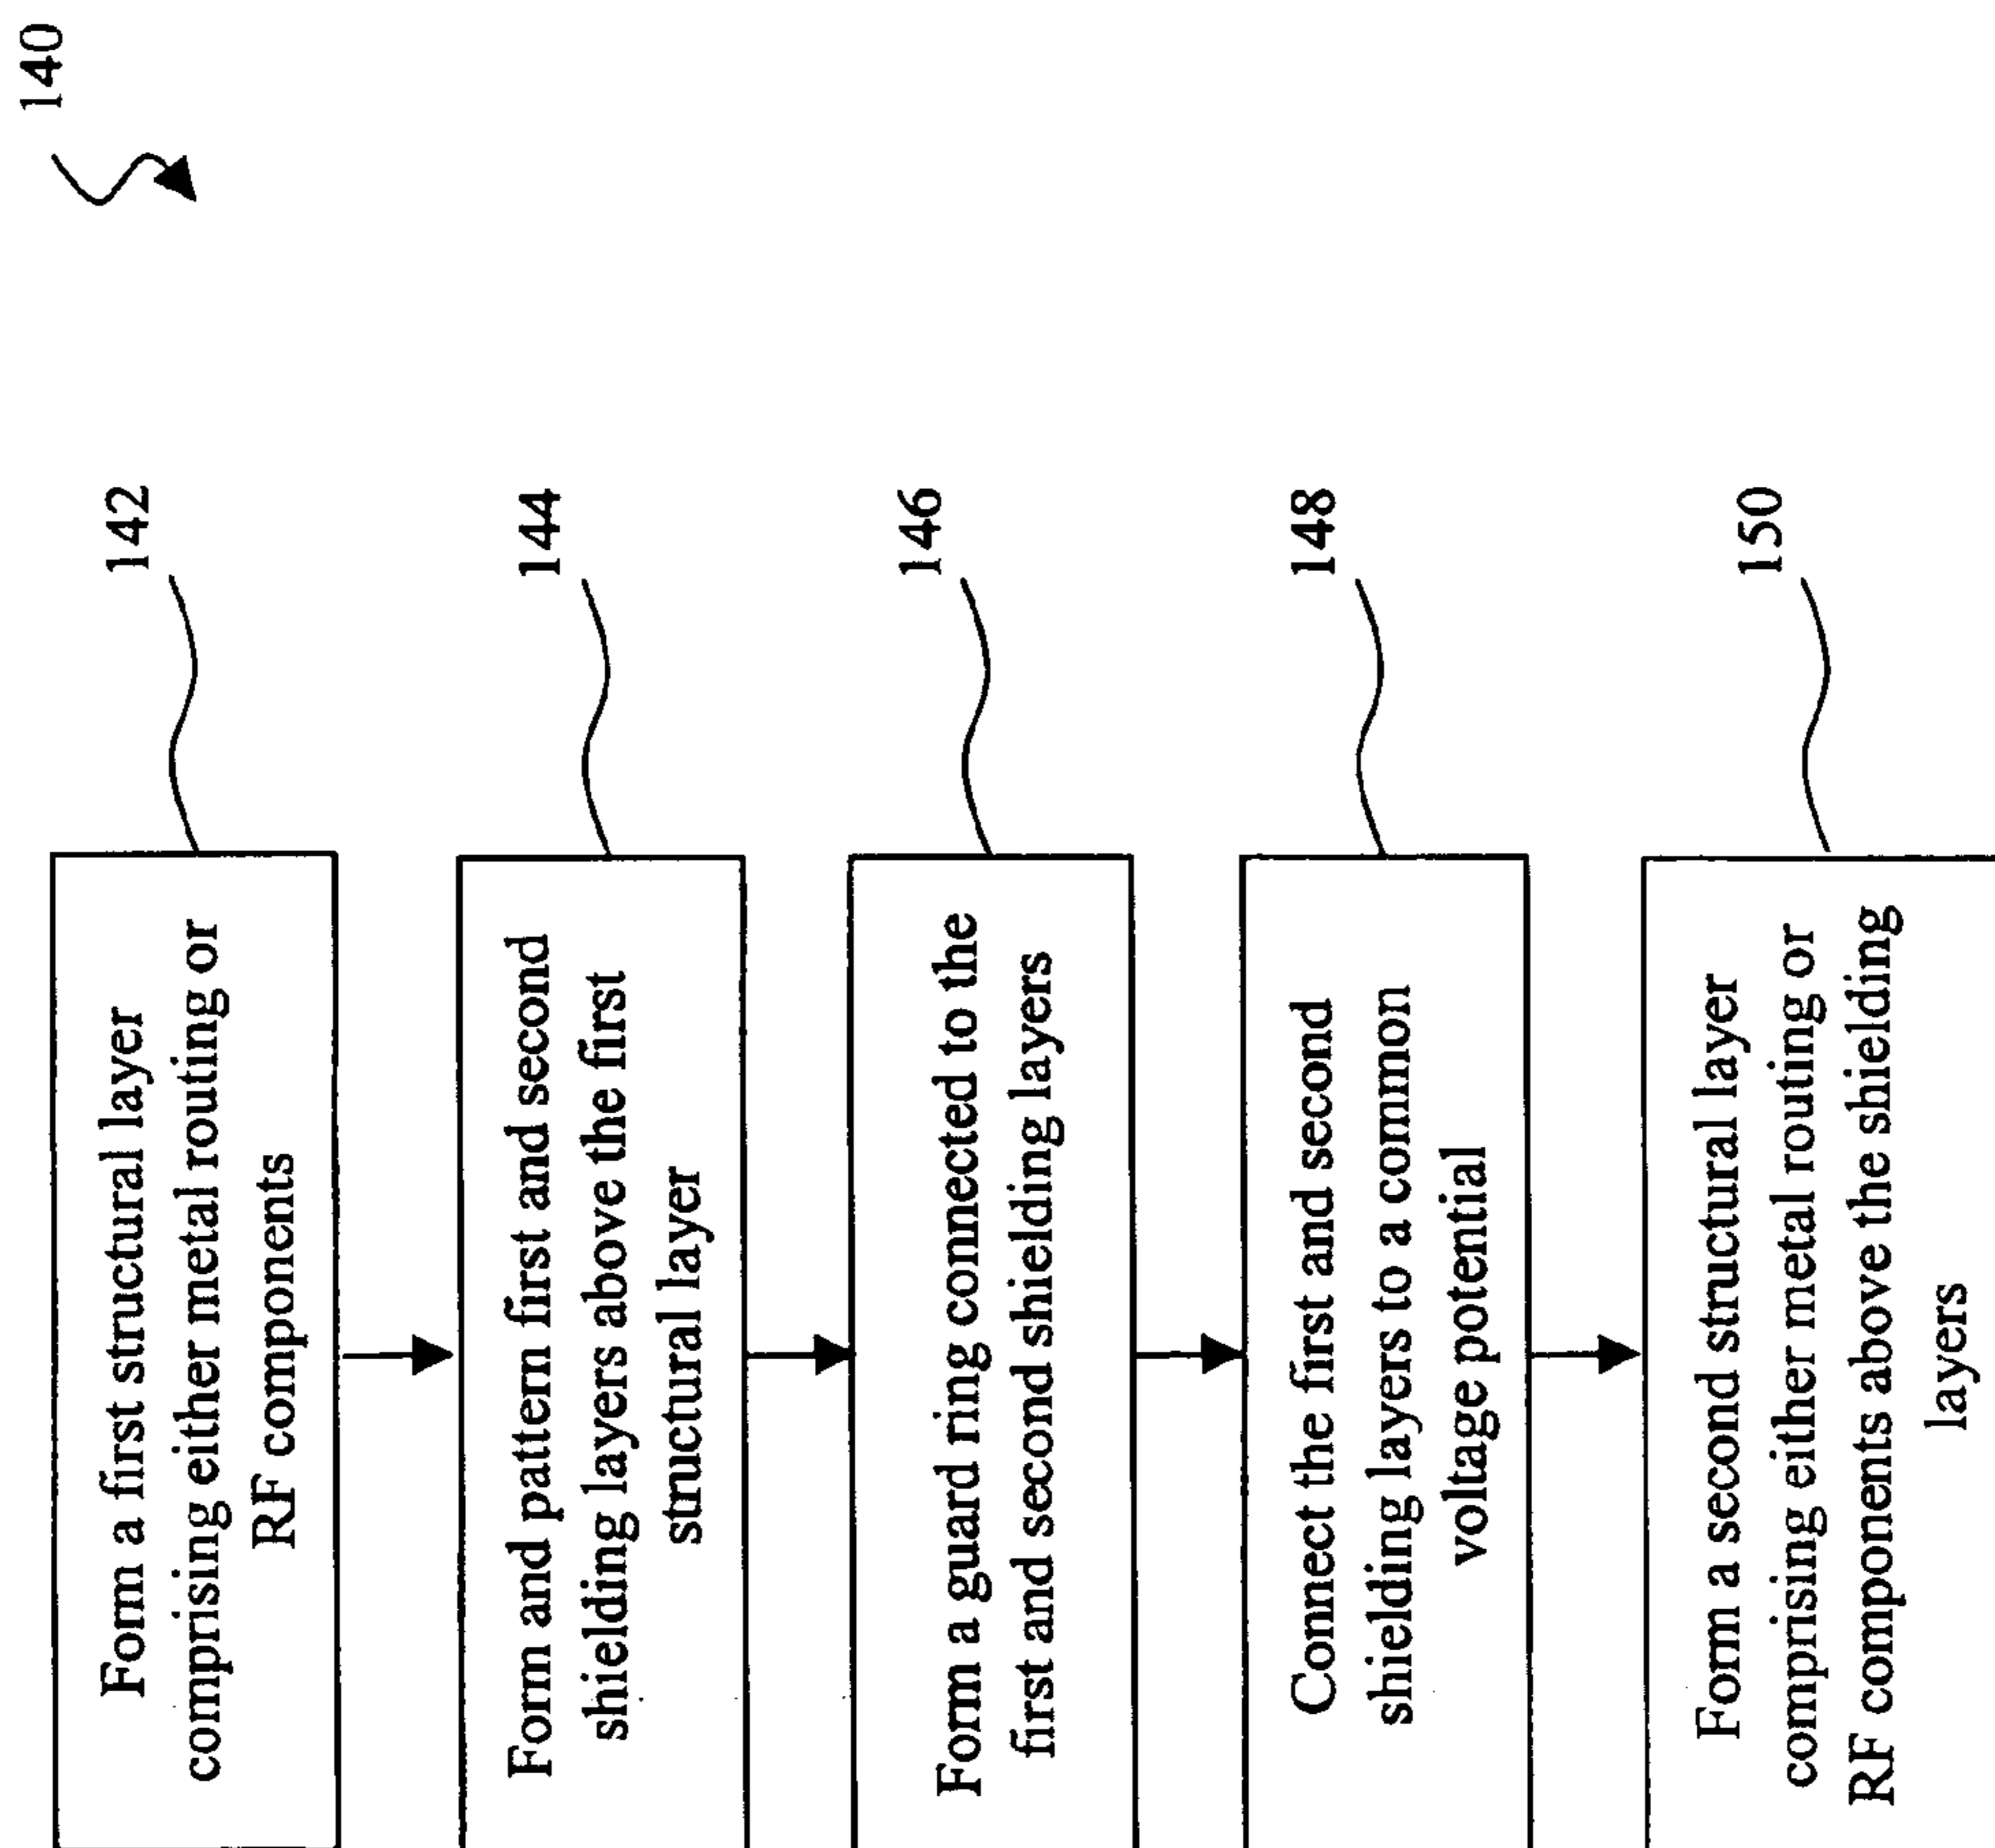 140
142
Form a first structural layer
comprising either metal routing or
RF components
144
Form and pattern first and second
shielding layers above the first
structural layer
146
Form a guard ring connected to the
first and second shielding layers
148
Connect the first and second
shielding layers to a common
voltage potential
150
Form a second structural layer
comprising either metal routing or
RF components above the shielding
layers